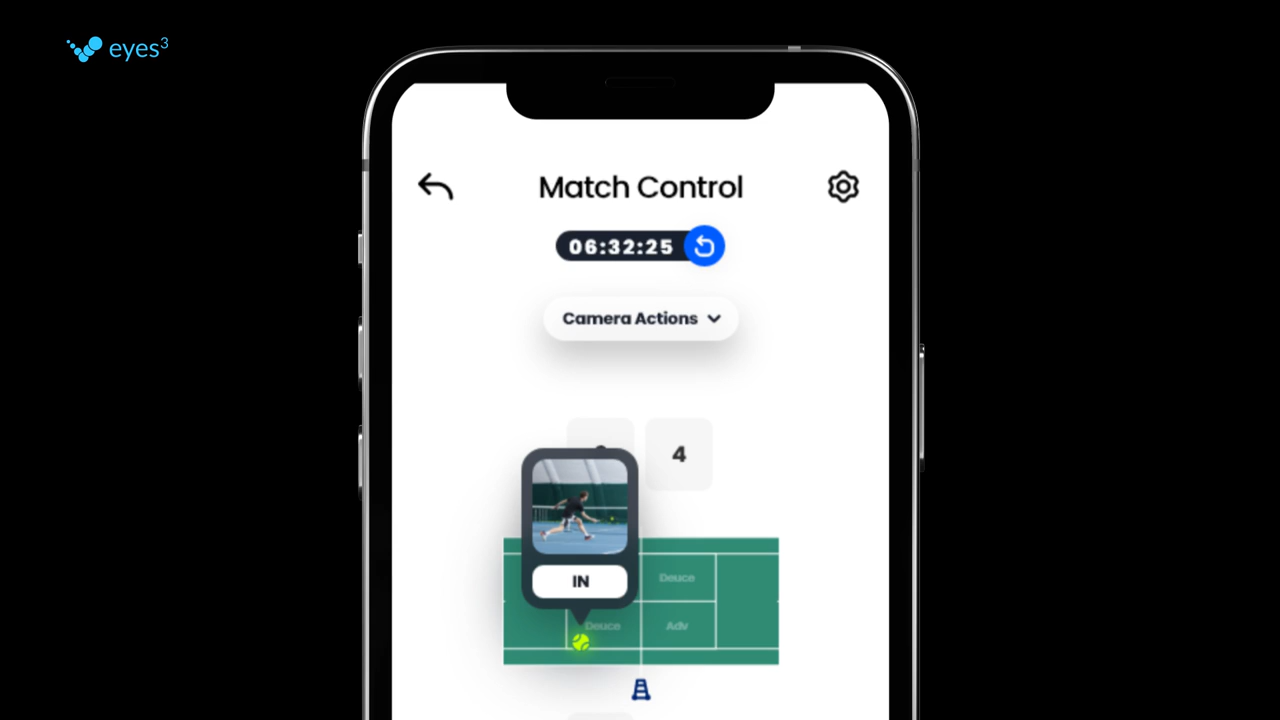 eyes³
Match Control
06:32:25
Camera Actions
4
IN
Deuce
Deuce
Adv